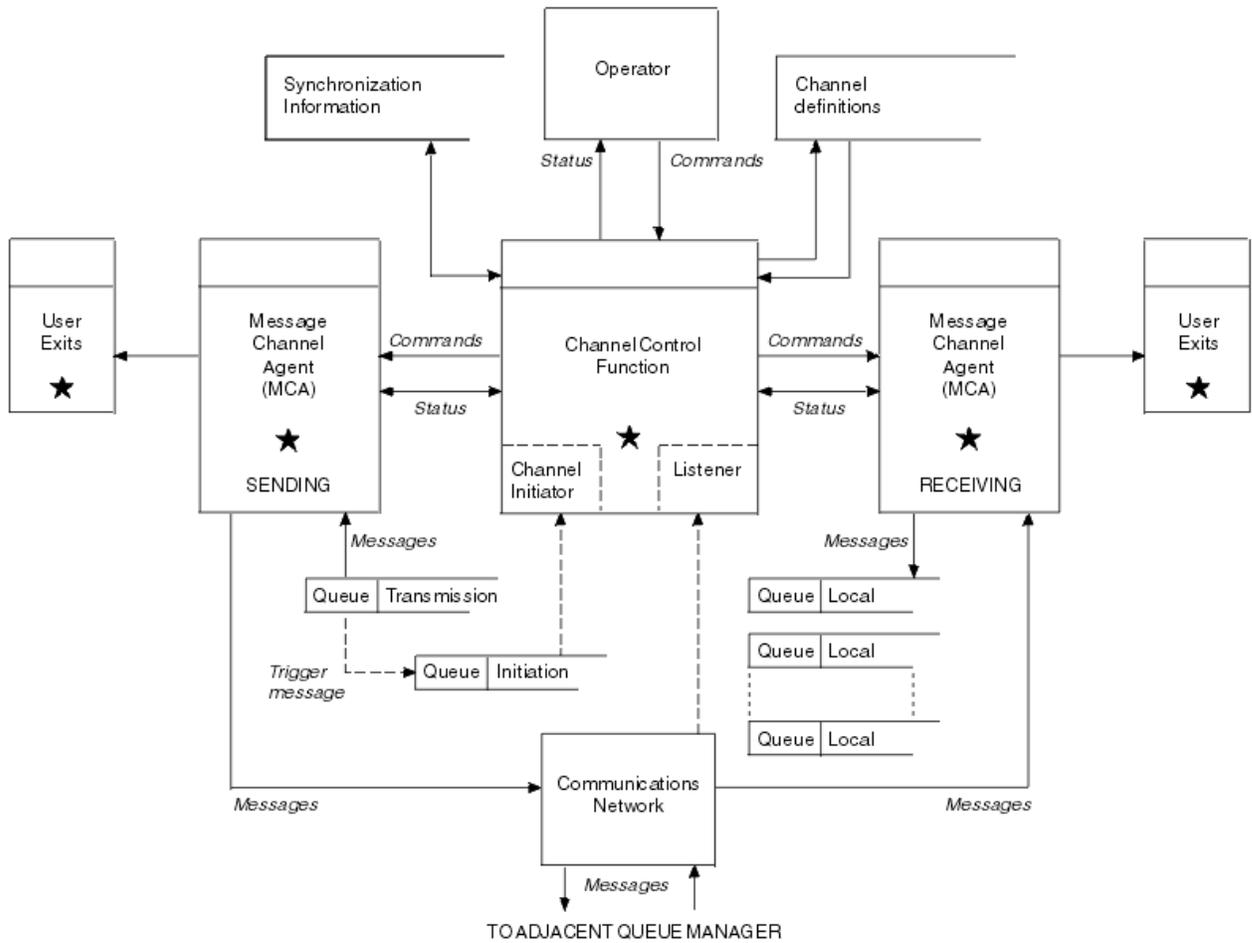 Operator
Synchronization
Information
Channel
definitions
Status
Commands
User
Exits
Message
Channel
Agent
(MCA)
SENDING
Commands
Status
Channel Control
Function
Channel
Initiator
Listener
Commands
Status
Message
Channel
Agent
(MCA)
RECEIVING
User
Exits
Messages
Messages
Queue Transmission
Queue Local
Trigger
message
Queue Initiation
Queue Local
Queue Local
Communications
Network
Messages
Messages
Messages
TO ADJACENT QUEUE MANAGER